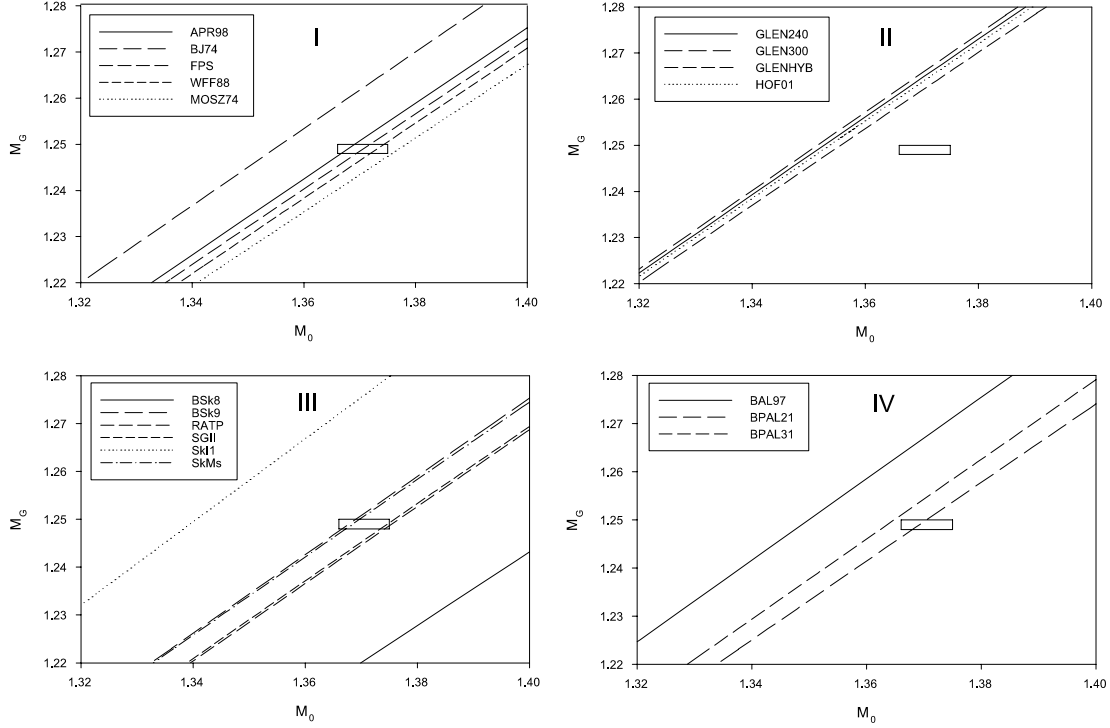 I
APR98
BJ74
FPS
WFF88
MOSZ74
1.28
1.27
1.26
1.25
1.24
1.23
1.22
M_G
1.32 1.34 1.36 1.38 1.40
M_0
II
GLEN240
GLEN300
GLENHYB
HOF01
1.28
1.27
1.26
1.25
1.24
1.23
1.22
M_G
1.32 1.34 1.36 1.38 1.40
M_0
III
BSk8
BSk9
RATP
SGII
SkI1
SkMs
1.28
1.27
1.26
1.25
1.24
1.23
1.22
M_G
1.32 1.34 1.36 1.38 1.40
M_0
IV
BAL97
BPAL21
BPAL31
1.28
1.27
1.26
1.25
1.24
1.23
1.22
M_G
1.32 1.34 1.36 1.38 1.40
M_0